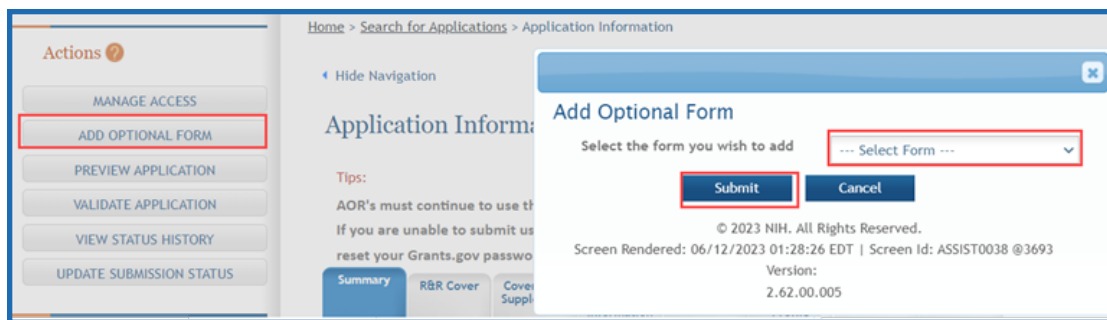 Home > Search for Applications > Application Information
Actions ?
Hide Navigation
MANAGE ACCESS
ADD OPTIONAL FORM
PREVIEW APPLICATION
VALIDATE APPLICATION
VIEW STATUS HISTORY
UPDATE SUBMISSION STATUS
Application Informa
Tips:
AOR's must continue to use th
If you are unable to submit us
reset your Grants.gov passwo
Summary
R&R Cover
Cover
Suppl
Add Optional Form
Select the form you wish to add
--- Select Form ---
Submit
Cancel
© 2023 NIH. All Rights Reserved.
Screen Rendered: 06/12/2023 01:28:26 EDT | Screen Id: ASSIST0038 @3693
Version:
2.62.00.005